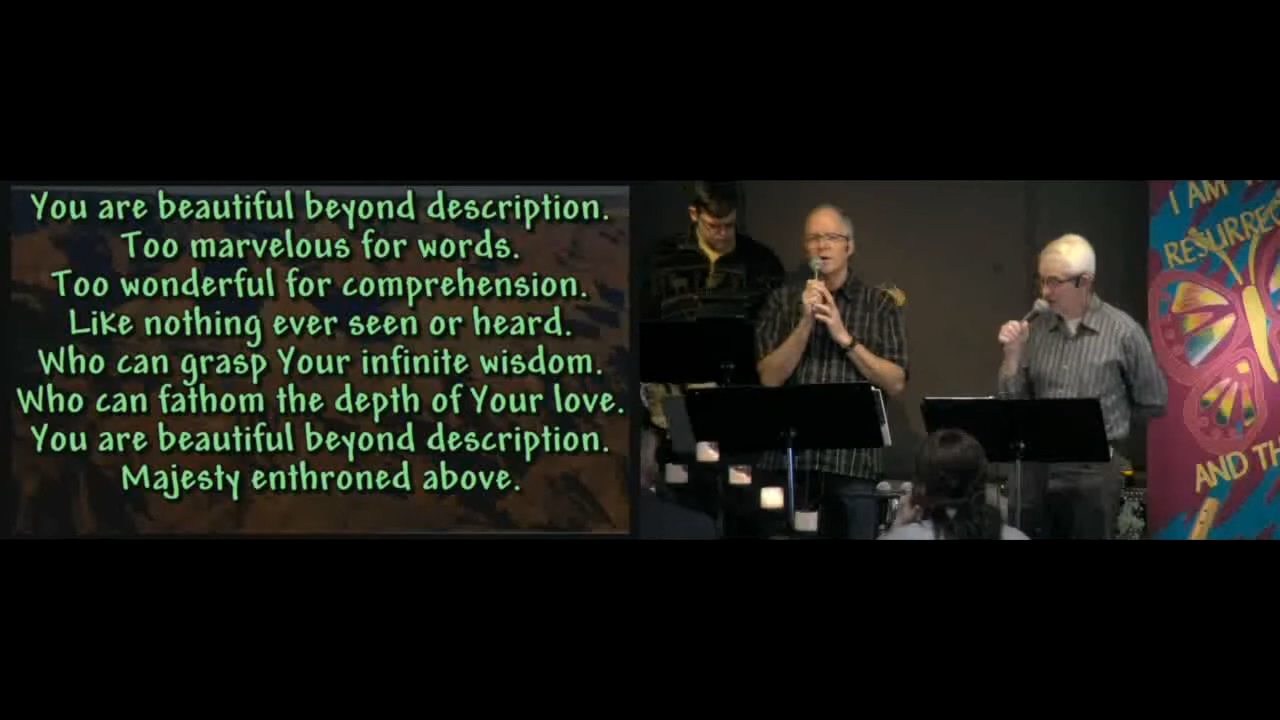 You are beautiful beyond description.
Too marvelous for words.
Too wonderful for comprehension.
Like nothing ever seen or heard.
Who can grasp Your infinite wisdom.
Who can fathom the depth of Your love.
You are beautiful beyond description.
Majesty enthroned above.
I AM
AND